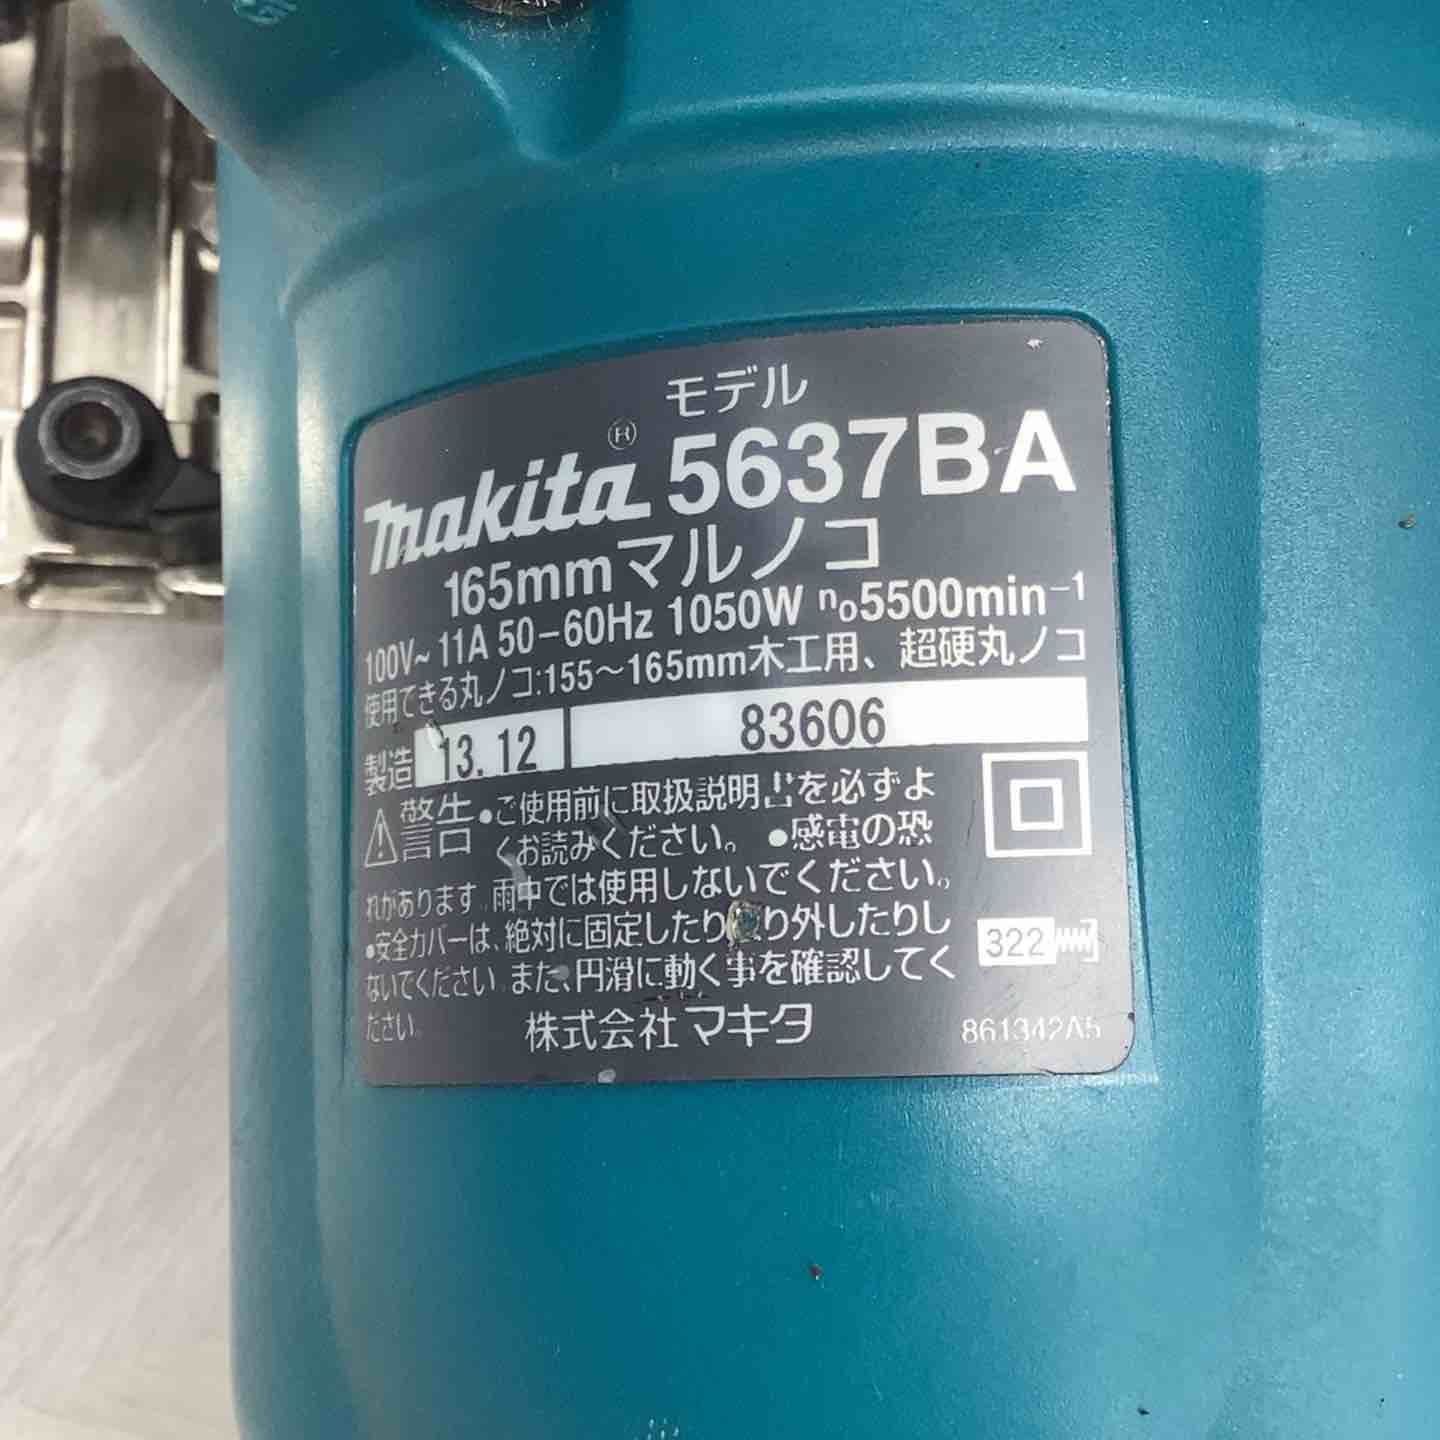 モデル
makita® 5637BA
165mmマルノコ
100V~ 11A 50-60Hz 1050W n₀5500min⁻¹
使用できる丸ノコ:155〜165mm木工用、超硬丸ノコ
製造 13.12 83606
警告 •ご使用前に取扱説明書を必ずよ
くお読みください。 •感電の恐
れがあります 雨中では使用しないでください。
•安全カバーは、絶対に固定したり取り外したりし
ないでください また、円滑に動く事を確認してく
ださい
322
株式会社マキタ
861342A5